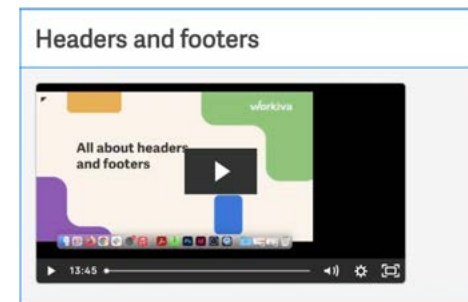 Headers and footers
workiva
All about headers
and footers
13:45